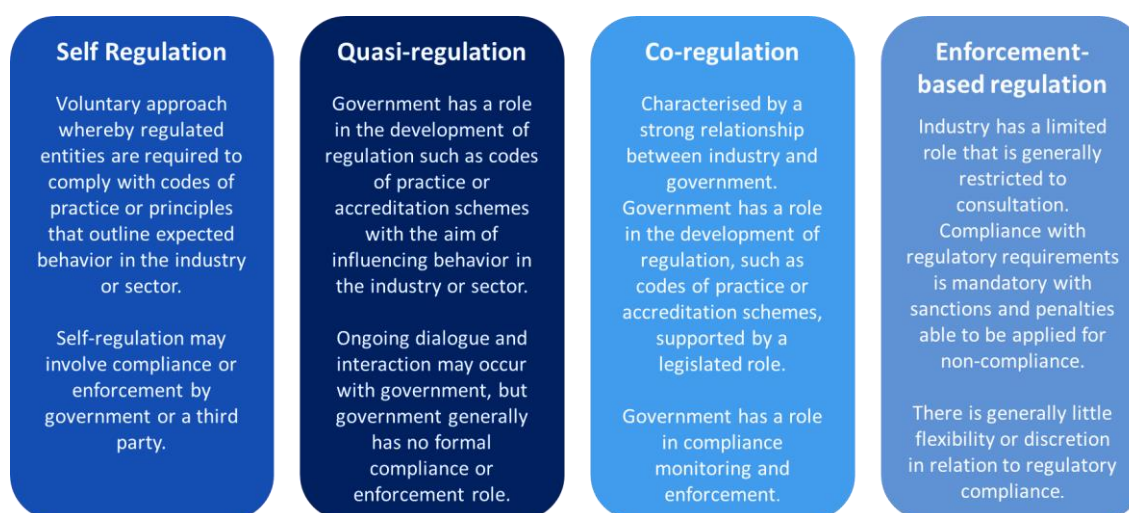 Self Regulation
Voluntary approach
whereby regulated
entities are required to
comply with codes of
practice or principles
that outline expected
behavior in the industry
or sector.
Self-regulation may
involve compliance or
enforcement by
government or a third
party.
Quasi-regulation
Government has a role
in the development of
regulation such as codes
of practice or
accreditation schemes
with the aim of
influencing behavior in
the industry or sector.
Ongoing dialogue and
interaction may occur
with government, but
government generally
has no formal
compliance or
enforcement role.
Co-regulation
Characterised by a
strong relationship
between industry and
government.
Government has a role
in the development of
regulation, such as
codes of practice or
accreditation schemes,
supported by a
legislated role.
Government has a role
in compliance
monitoring and
enforcement.
Enforcement-
based regulation
Industry has a limited
role that is generally
restricted to
consultation.
Compliance with
regulatory requirements
is mandatory with
sanctions and penalties
able to be applied for
non-compliance.
There is generally little
flexibility or discretion
in relation to regulatory
compliance.